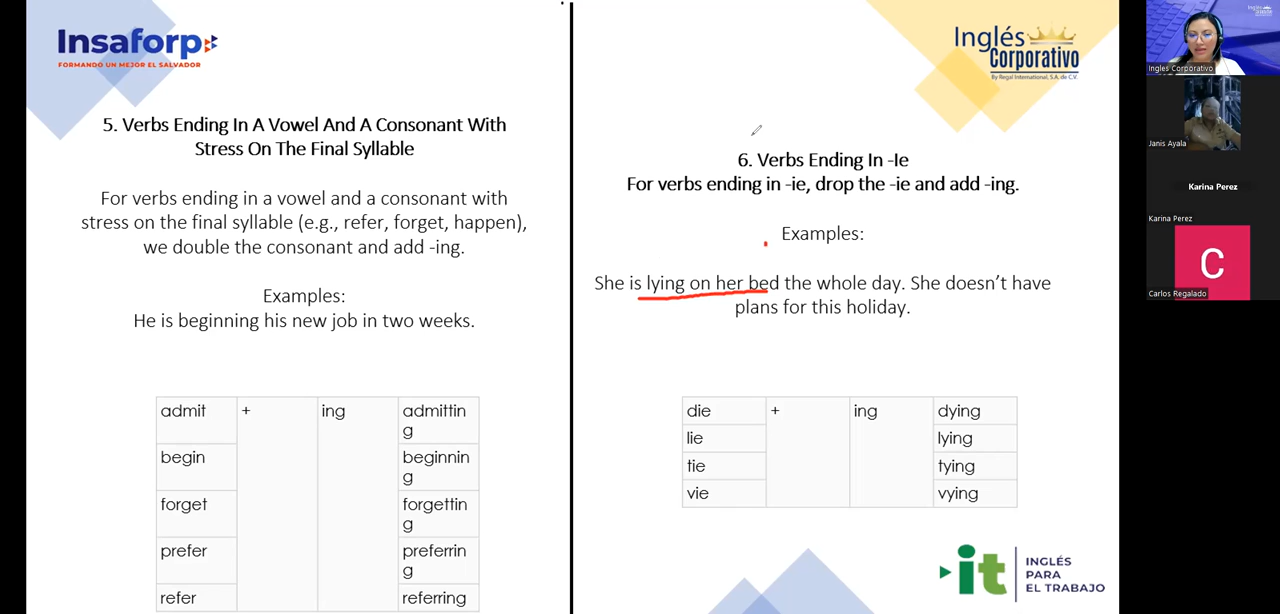 Insaforp
FORMANDO UN MEJOR EL SALVADOR
5. Verbs Ending In A Vowel And A Consonant With
Stress On The Final Syllable
For verbs ending in a vowel and a consonant with
stress on the final syllable (e.g., refer, forget, happen),
we double the consonant and add -ing.
Examples:
He is beginning his new job in two weeks.
admit + ing admittin
g
begin beginnin
g
forget forgettin
g
prefer preferrin
g
refer referring
Inglés
Corporativo
By Regal International, S.A. de C.V.
6. Verbs Ending In -Ie
For verbs ending in -ie, drop the -ie and add -ing.
Examples:
She is lying on her bed the whole day. She doesn't have
plans for this holiday.
die + ing dying
lie lying
tie tying
vie vying
it
INGLÉS
PARA
EL TRABAJO
Ingles Corporativo
Janis Ayala
Karina Perez
Karina Perez
C
Carlos Regalado